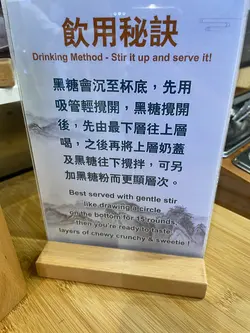 飲用秘訣
Drinking Method - Stir it up and serve it!
黑糖會沉至杯底，先用
吸管輕攪開，黑糖攪開
後，先由最下層往上層
喝，之後再將上層奶蓋
及黑糖往下攪拌，可另
加黑糖粉而更顯層次。
Best served with gentle stir
like drawing a circle
on the bottom for 15 rounds
then you're ready to taste
layers of chewy crunchy & sweetie !